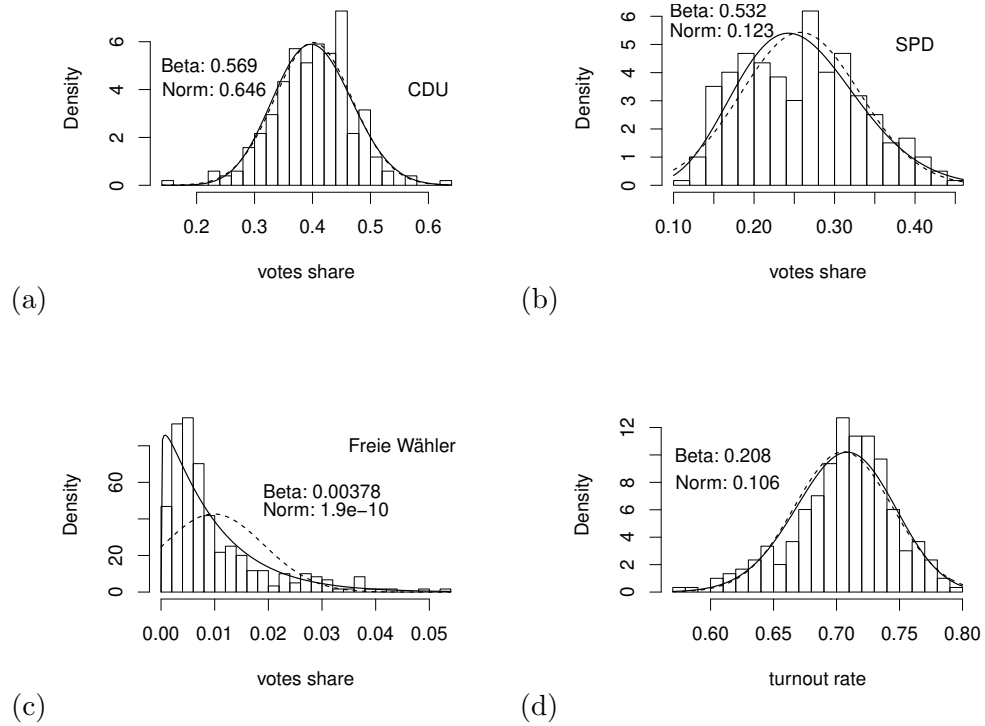 Density
0 2 4 6
Beta: 0.569
Norm: 0.646
CDU
0.2 0.3 0.4 0.5 0.6
votes share
(a)
Density
0 1 2 3 4 5 6
Beta: 0.532
Norm: 0.123
SPD
0.10 0.20 0.30 0.40
votes share
(b)
Density
0 20 60
Freie Wähler
Beta: 0.00378
Norm: 1.9e−10
0.00 0.01 0.02 0.03 0.04 0.05
votes share
(c)
Density
0 2 4 6 8 12
Beta: 0.208
Norm: 0.106
0.60 0.65 0.70 0.75 0.80
turnout rate
(d)